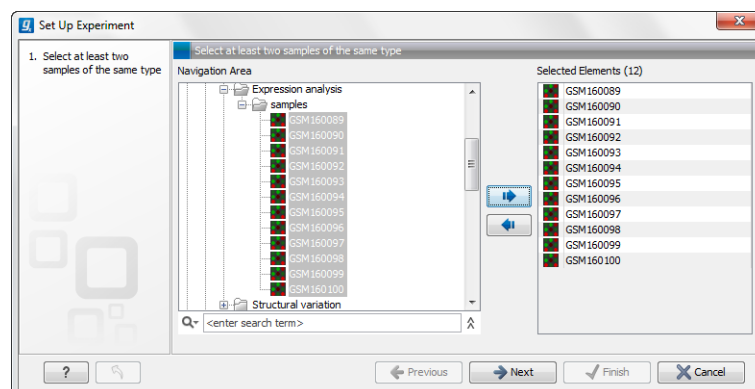 Set Up Experiment
1. Select at least two
samples of the same type
Select at least two samples of the same type
Navigation Area
Expression analysis
samples
GSM160089
GSM160090
GSM160091
GSM160092
GSM160093
GSM160094
GSM160095
GSM160096
GSM160097
GSM160098
GSM160099
GSM160100
Structural variation
<enter search term>
Selected Elements (12)
GSM160089
GSM160090
GSM160091
GSM160092
GSM160093
GSM160094
GSM160095
GSM160096
GSM160097
GSM160098
GSM160099
GSM160100
? Previous Next Finish Cancel